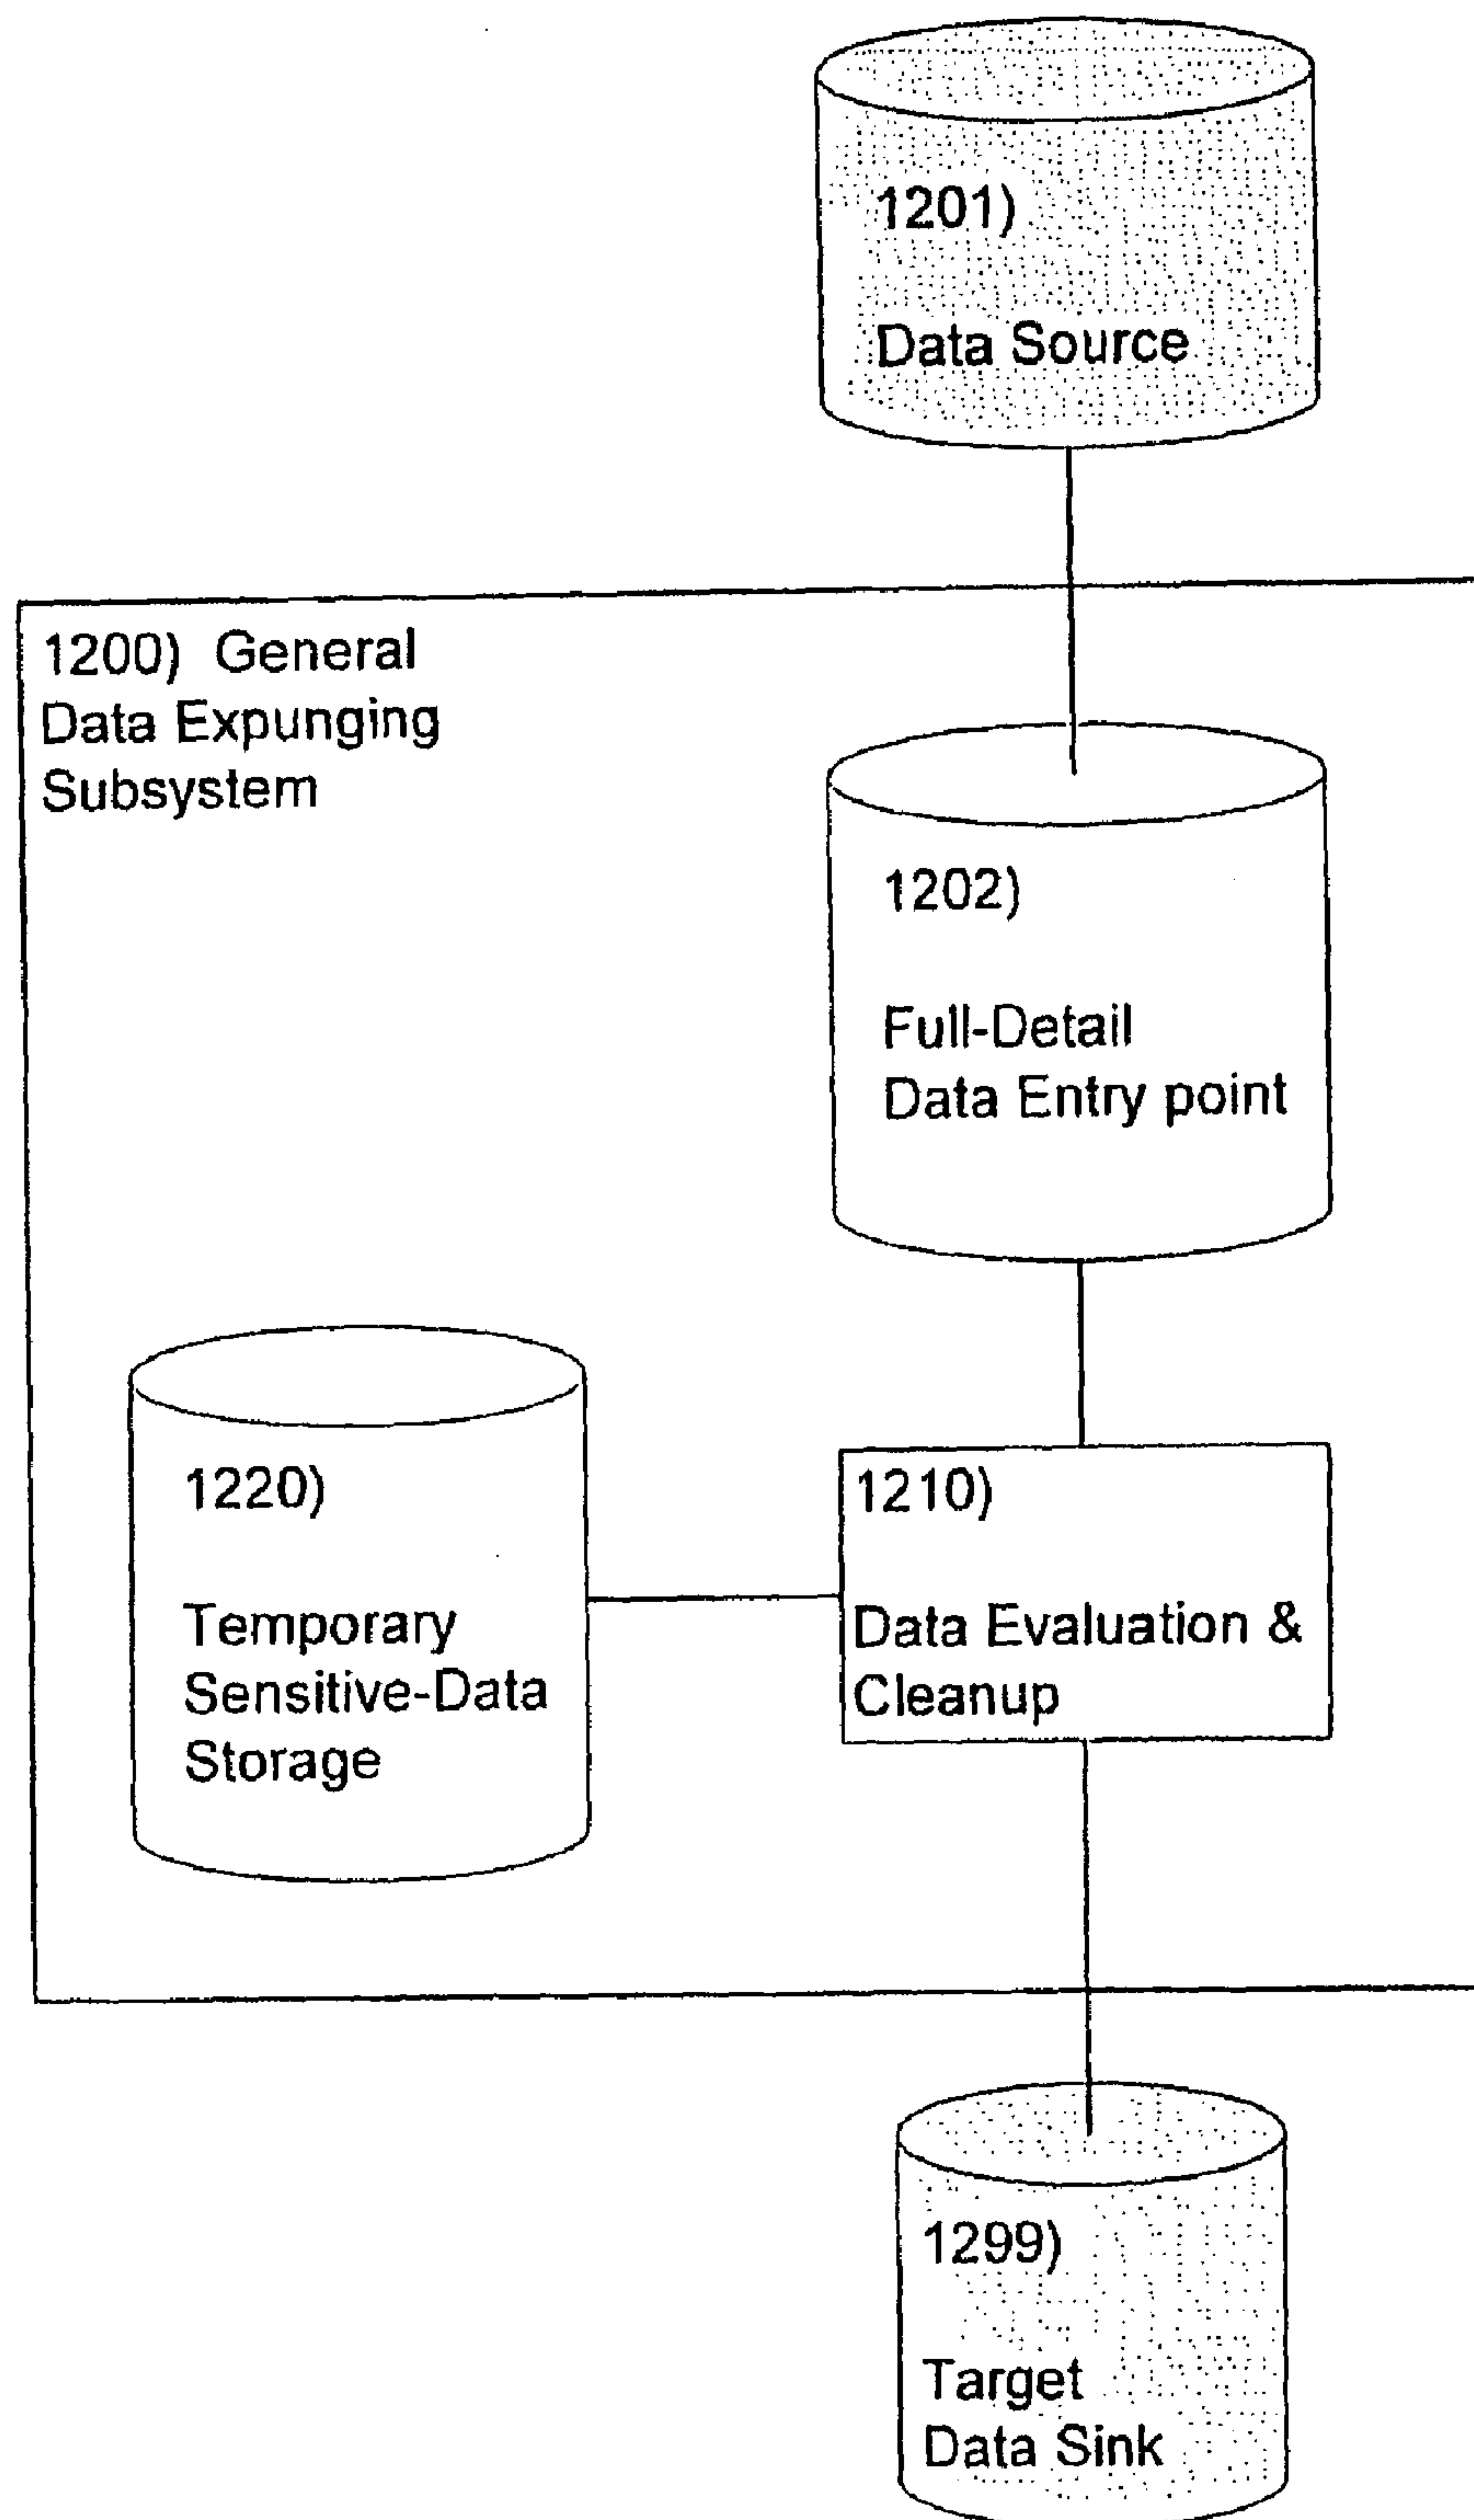 1201)
Data Source
1200) General
Data Expunging
Subsystem
1202)
Full-Detail
Data Entry point
1220)
Temporary
Sensitive-Data
Storage
1210)
Data Evaluation &
Cleanup
1299)
Target
Data Sink